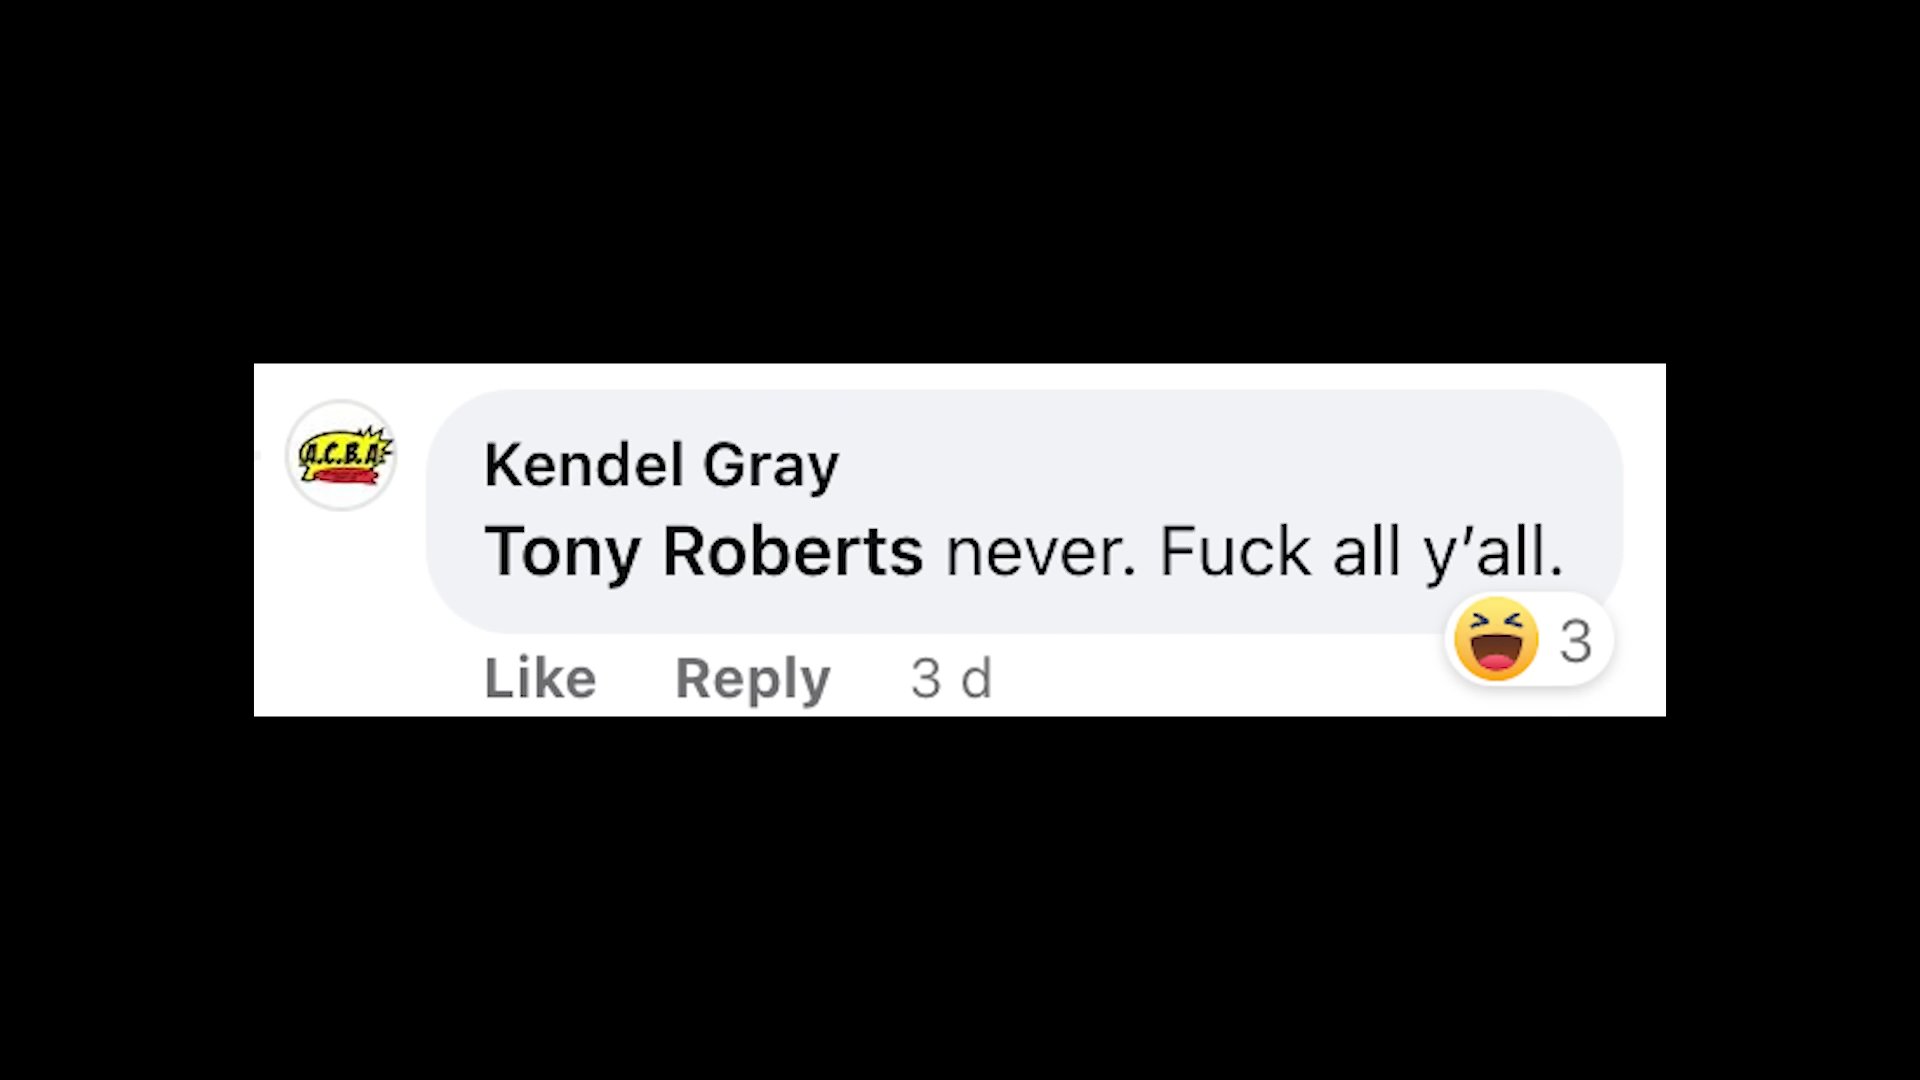 A.C.B.A
Kendel Gray
Tony Roberts never. Fuck all y’all.
3
Like Reply 3 d